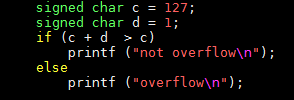 signed char c = 127;
signed char d = 1;
if (c + d  > c)
    printf ("not overflow\n");
else
    printf ("overflow\n");